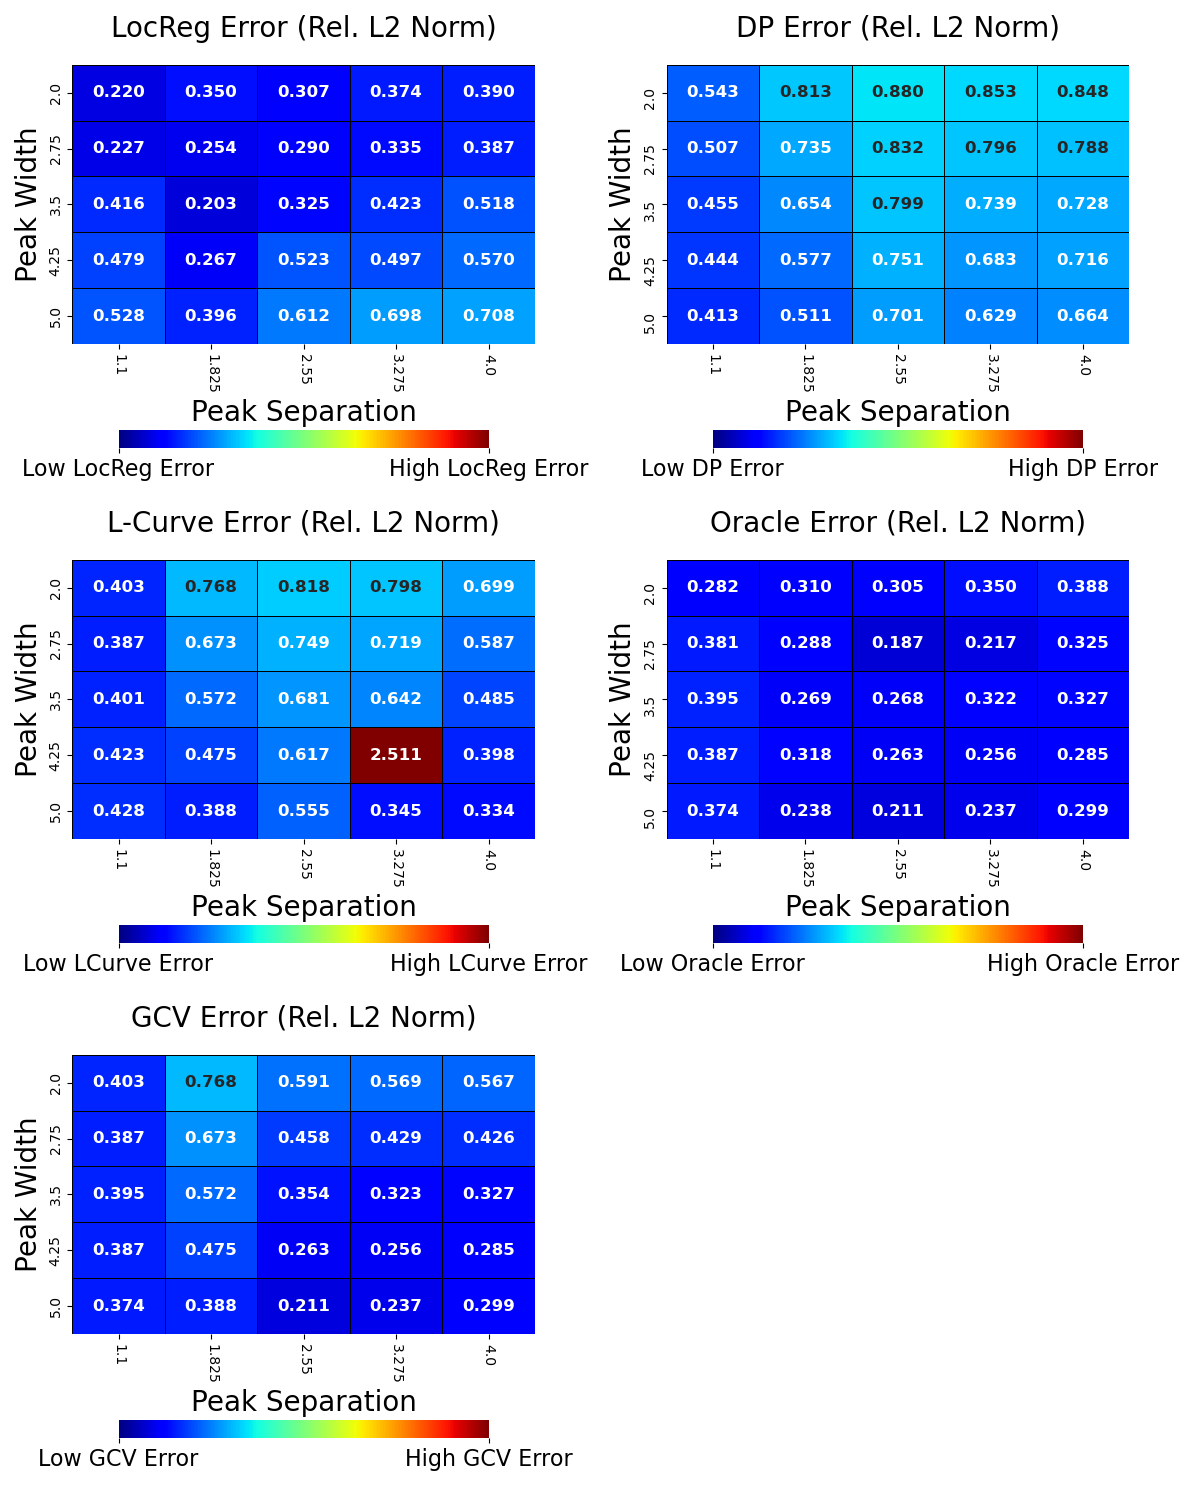 LocReg Error (Rel. L2 Norm)
Peak Width
2.0 0.220 0.350 0.307 0.374 0.390
2.75 0.227 0.254 0.290 0.335 0.387
3.5 0.416 0.203 0.325 0.423 0.518
4.25 0.479 0.267 0.523 0.497 0.570
5.0 0.528 0.396 0.612 0.698 0.708
1.1 1.825 2.55 3.275 4.0
Peak Separation
Low LocReg Error High LocReg Error
DP Error (Rel. L2 Norm)
Peak Width
2.0 0.543 0.813 0.880 0.853 0.848
2.75 0.507 0.735 0.832 0.796 0.788
3.5 0.455 0.654 0.799 0.739 0.728
4.25 0.444 0.577 0.751 0.683 0.716
5.0 0.413 0.511 0.701 0.629 0.664
1.1 1.825 2.55 3.275 4.0
Peak Separation
Low DP Error High DP Error
L-Curve Error (Rel. L2 Norm)
Peak Width
2.0 0.403 0.768 0.818 0.798 0.699
2.75 0.387 0.673 0.749 0.719 0.587
3.5 0.401 0.572 0.681 0.642 0.485
4.25 0.423 0.475 0.617 2.511 0.398
5.0 0.428 0.388 0.555 0.345 0.334
1.1 1.825 2.55 3.275 4.0
Peak Separation
Low LCurve Error High LCurve Error
Oracle Error (Rel. L2 Norm)
Peak Width
2.0 0.282 0.310 0.305 0.350 0.388
2.75 0.381 0.288 0.187 0.217 0.325
3.5 0.395 0.269 0.268 0.322 0.327
4.25 0.387 0.318 0.263 0.256 0.285
5.0 0.374 0.238 0.211 0.237 0.299
1.1 1.825 2.55 3.275 4.0
Peak Separation
Low Oracle Error High Oracle Error
GCV Error (Rel. L2 Norm)
Peak Width
2.0 0.403 0.768 0.591 0.569 0.567
2.75 0.387 0.673 0.458 0.429 0.426
3.5 0.395 0.572 0.354 0.323 0.327
4.25 0.387 0.475 0.263 0.256 0.285
5.0 0.374 0.388 0.211 0.237 0.299
1.1 1.825 2.55 3.275 4.0
Peak Separation
Low GCV Error High GCV Error